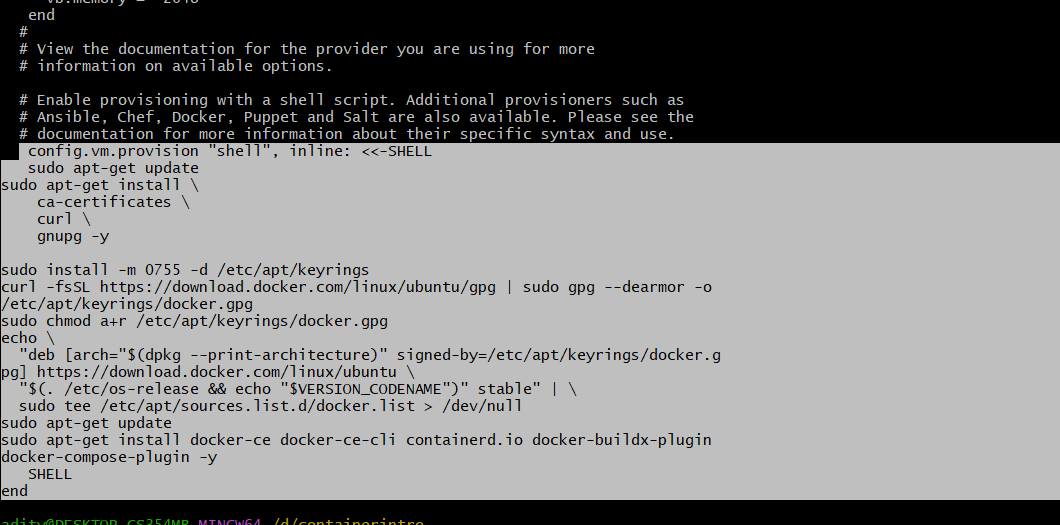 vb.memory = "2048"
   end
  #
  # View the documentation for the provider you are using for more
  # information on available options.

  # Enable provisioning with a shell script. Additional provisioners such as
  # Ansible, Chef, Docker, Puppet and Salt are also available. Please see the
  # documentation for more information about their specific syntax and use.
   config.vm.provision "shell", inline: <<-SHELL
   sudo apt-get update
sudo apt-get install \
    ca-certificates \
    curl \
    gnupg -y

sudo install -m 0755 -d /etc/apt/keyrings
curl -fsSL https://download.docker.com/linux/ubuntu/gpg | sudo gpg --dearmor -o
/etc/apt/keyrings/docker.gpg
sudo chmod a+r /etc/apt/keyrings/docker.gpg
echo \
  "deb [arch="$(dpkg --print-architecture)" signed-by=/etc/apt/keyrings/docker.g
pg] https://download.docker.com/linux/ubuntu \
  "$(. /etc/os-release && echo "$VERSION_CODENAME")" stable" | \
  sudo tee /etc/apt/sources.list.d/docker.list > /dev/null
sudo apt-get update
sudo apt-get install docker-ce docker-ce-cli containerd.io docker-buildx-plugin
docker-compose-plugin -y
   SHELL
end

adity@DESKTOP-GS354MB MINGW64 /d/containerintro